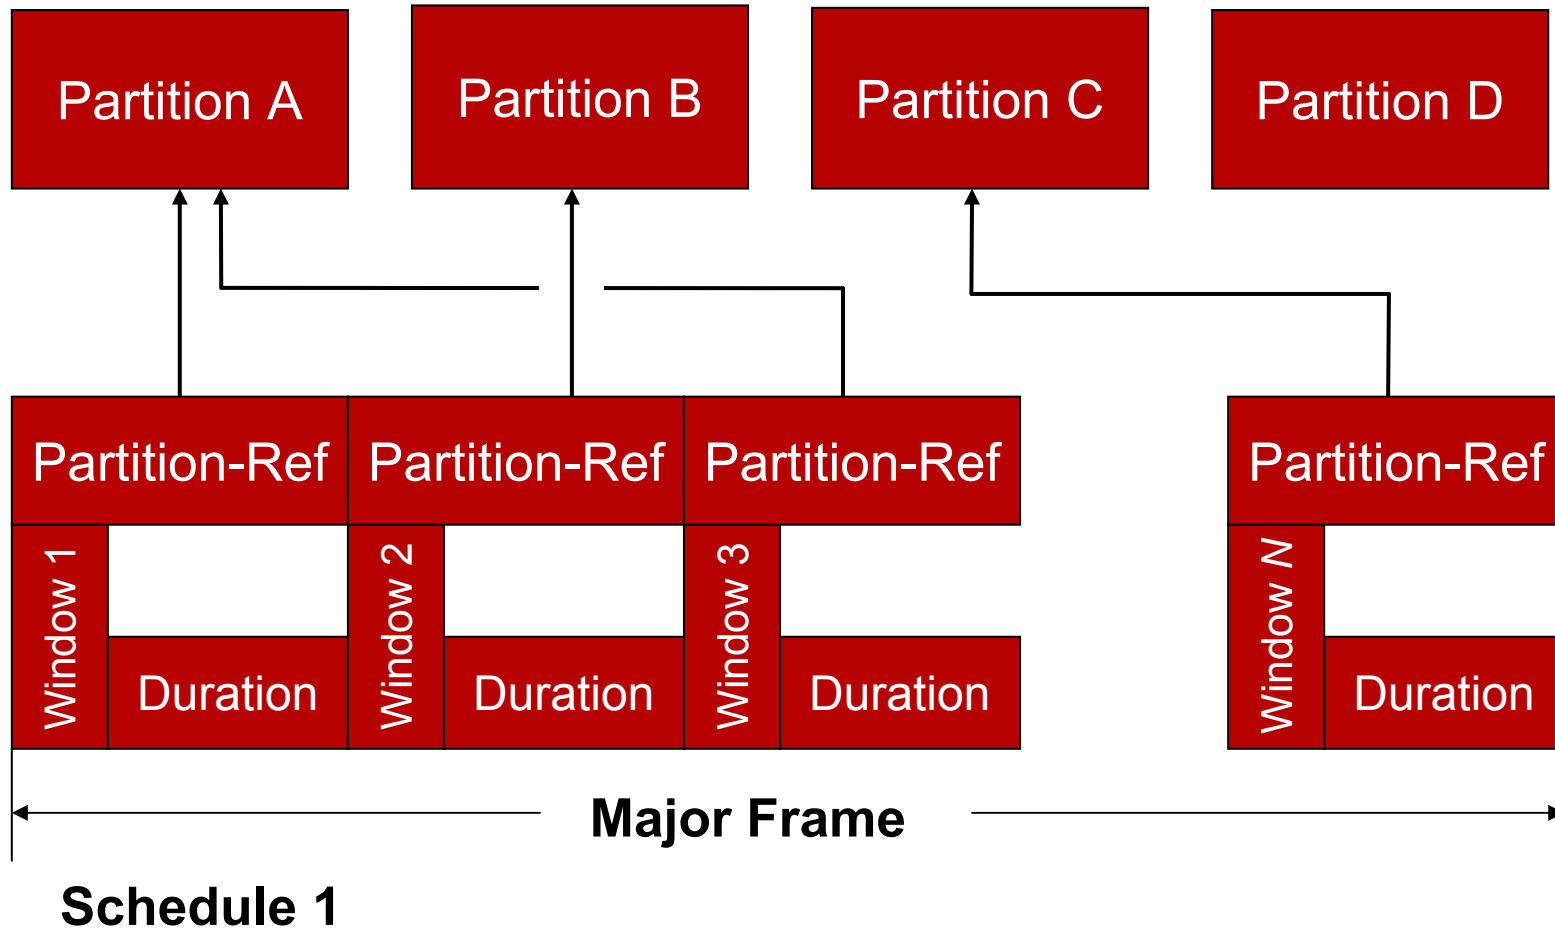 Partition A
Partition B
Partition C
Partition D
Partition-Ref
Partition-Ref
Partition-Ref
Partition-Ref
Window 1
Duration
Window 2
Duration
Window 3
Duration
Window N
Duration
Major Frame
Schedule 1